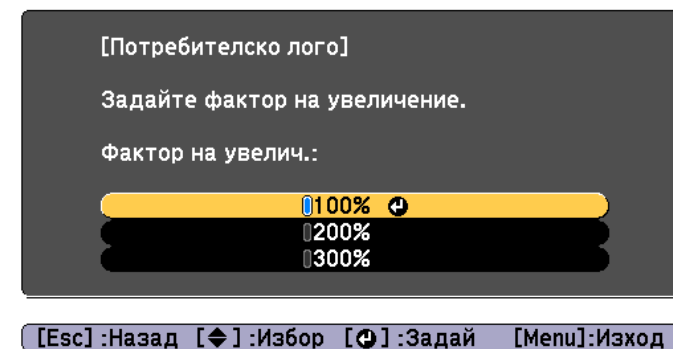 [Потребителско лого]
Задайте фактор на увеличение.
Фактор на увелич.:
100%
200%
300%
[Esc] :Назад [◆] :Избор [↵] :Задай [Menu]:Изход